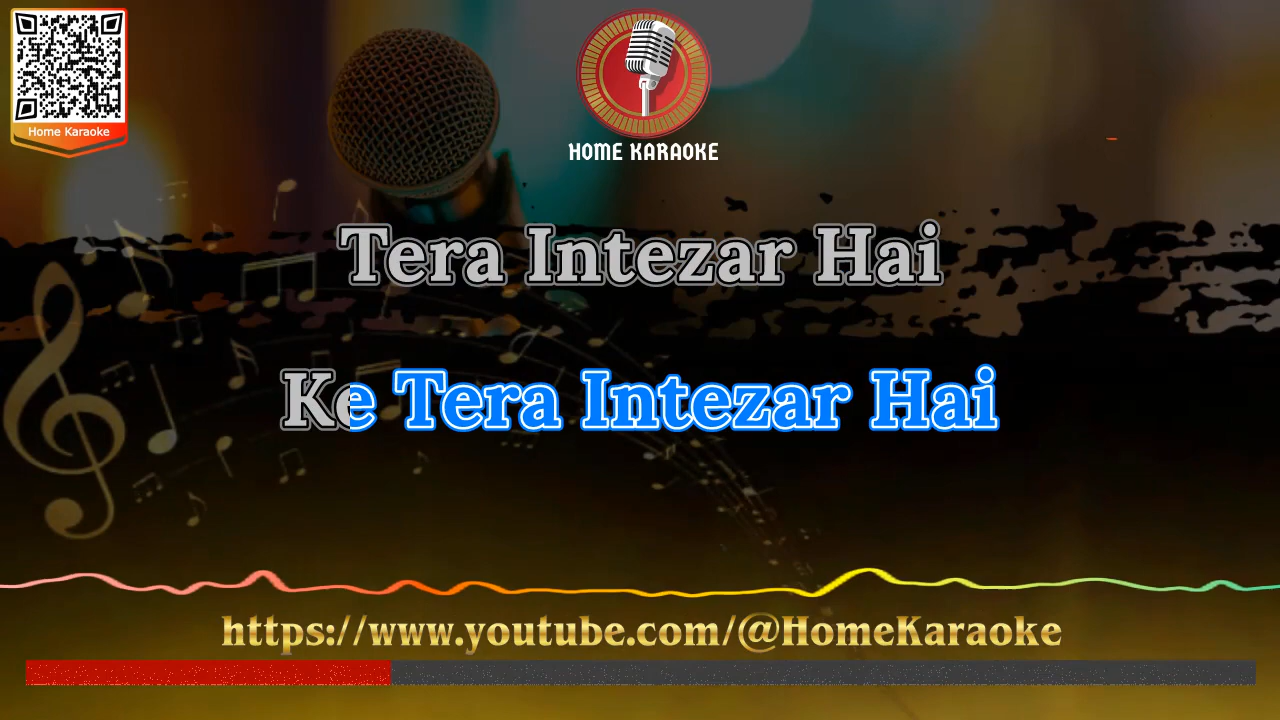 Home Karaoke
HOME KARAOKE
Tera Intezar Hai
Ke Tera Intezar Hai
https://www.youtube.com/@HomeKaraoke